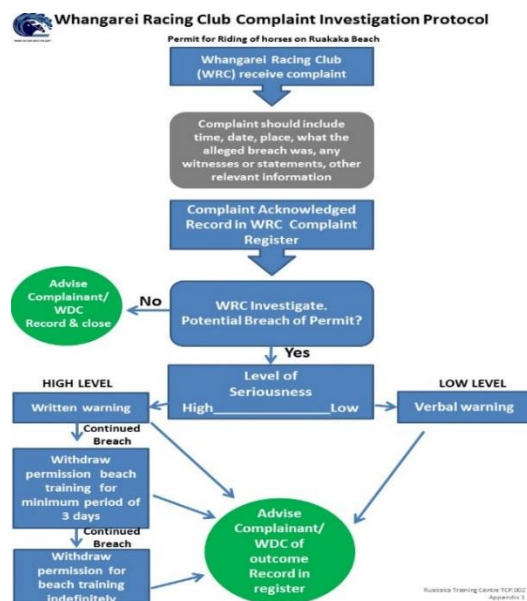 Whangarei Racing Club Complaint Investigation Protocol
Permit for Riding of horses on Ruakaka Beach
Whangarei Racing Club
(WRC) receive complaint
Complaint should include
time, date, place, what the
alleged breach was, any
witnesses or statements, other
relevant information
Complaint Acknowledged
Record in WRC Complaint
Register
WRC Investigate.
Potential Breach of Permit?
No
Advise
Complainant/
WDC
Record & close
Yes
Level of
Seriousness
High____________________Low
HIGH LEVEL
Written warning
LOW LEVEL
Verbal warning
Continued
Breach
Withdraw
permission beach
training for
minimum period of
3 days
Continued
Breach
Withdraw
permission for
beach training
indefinitely
Advise
Complainant/
WDC of
outcome
Record in
register
Ruakaka Training Centre TCP.002
Appendix 1